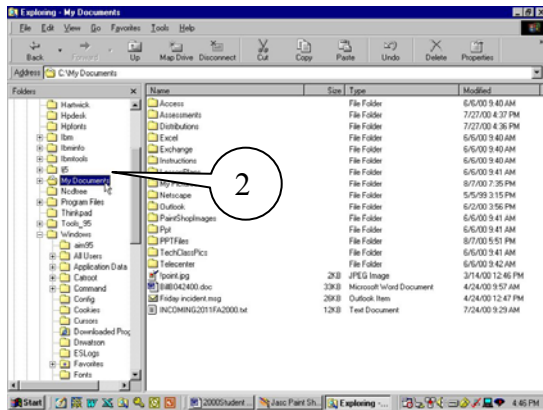 Exploring - My Documents
File Edit View Go Favorites Tools Help
Back Forward Up Map Drive Disconnect Cut Copy Paste Undo Delete Properties
Address C:\My Documents
Folders × Name Size Type Modified
Hartwick
Hpdesk
Hpfonts
Ibm
Ibminfo
Ibmtools
My Documents
Ncdtree
Program Files
Thinkpad
Tools_95
Windows
aim95
All Users
Application Data
Catroot
Command
Config
Cookies
Cursors
Downloaded Prog
Drwatson
ESLogs
Favorites
Fonts
Access File Folder 6/6/00 9:40 AM
Assessments File Folder 7/27/00 4:37 PM
Distributions File Folder 7/27/00 4:36 PM
Excel File Folder 6/6/00 9:40 AM
Exchange File Folder 6/6/00 9:40 AM
Instructions File Folder 6/6/00 9:40 AM
File Folder 6/6/00 9:41 AM
File Folder 8/7/00 7:35 PM
Netscape File Folder 5/5/99 3:15 PM
Outlook File Folder 6/2/00 3:56 PM
PaintShopImages File Folder 6/6/00 9:41 AM
Ppt File Folder 6/6/00 9:41 AM
PPTFiles File Folder 8/7/00 5:51 PM
TechClassPics File Folder 6/6/00 9:41 AM
Telecenter File Folder 6/6/00 9:42 AM
!point.jpg 2KB JPEG Image 3/14/00 12:46 PM
BillB042400.doc 33KB Microsoft Word Document 4/24/00 9:57 AM
Friday incident.msg 26KB Outlook Item 4/24/00 12:47 PM
INCOMING2011FA2000.txt 12KB Text Document 7/24/00 9:29 AM
2
Start 2000Student... Jasc Paint Sh... Exploring - ... 4:45 PM